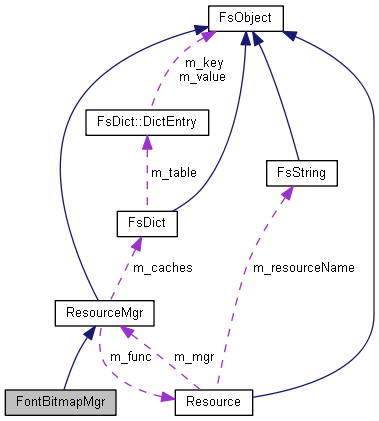 FsObject
m_key
m_value
FsDict::DictEntry
m_table
FsString
FsDict
m_caches
m_resourceName
ResourceMgr
m_func
m_mgr
FontBitmapMgr
Resource